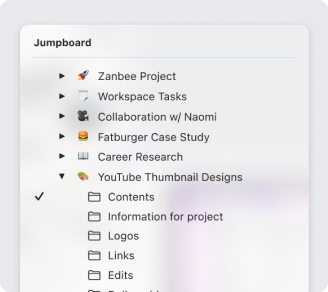 Jumpboard
Zanbee Project
Workspace Tasks
Collaboration w/ Naomi
Fatburger Case Study
Career Research
YouTube Thumbnail Designs
Contents
Information for project
Logos
Links
Edits